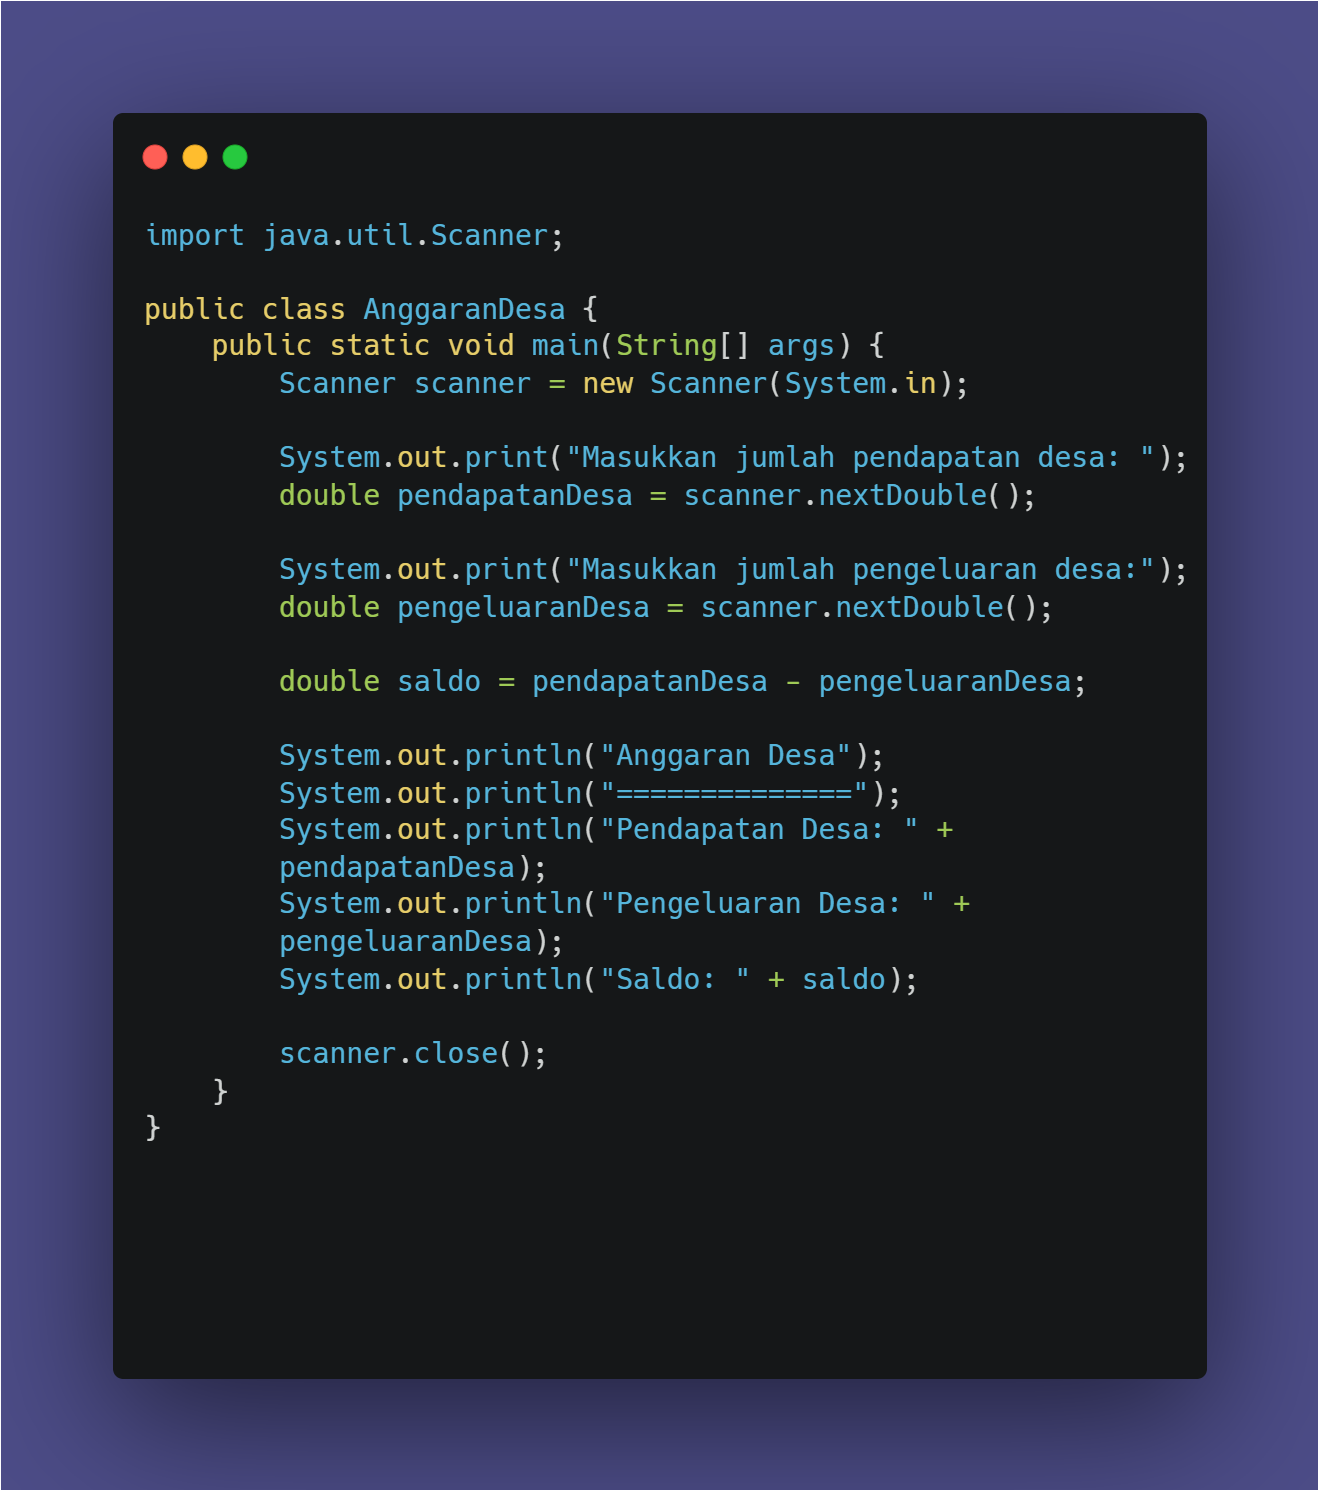 import java.util.Scanner;
public class AnggaranDesa {
    public static void main(String[] args) {
        Scanner scanner = new Scanner(System.in);
        System.out.print("Masukkan jumlah pendapatan desa: ");
        double pendapatanDesa = scanner.nextDouble();
        System.out.print("Masukkan jumlah pengeluaran desa:");
        double pengeluaranDesa = scanner.nextDouble();
        double saldo = pendapatanDesa - pengeluaranDesa;
        System.out.println("Anggaran Desa");
        System.out.println("==============");
        System.out.println("Pendapatan Desa: " +
        pendapatanDesa);
        System.out.println("Pengeluaran Desa: " +
        pengeluaranDesa);
        System.out.println("Saldo: " + saldo);
        scanner.close();
    }
}